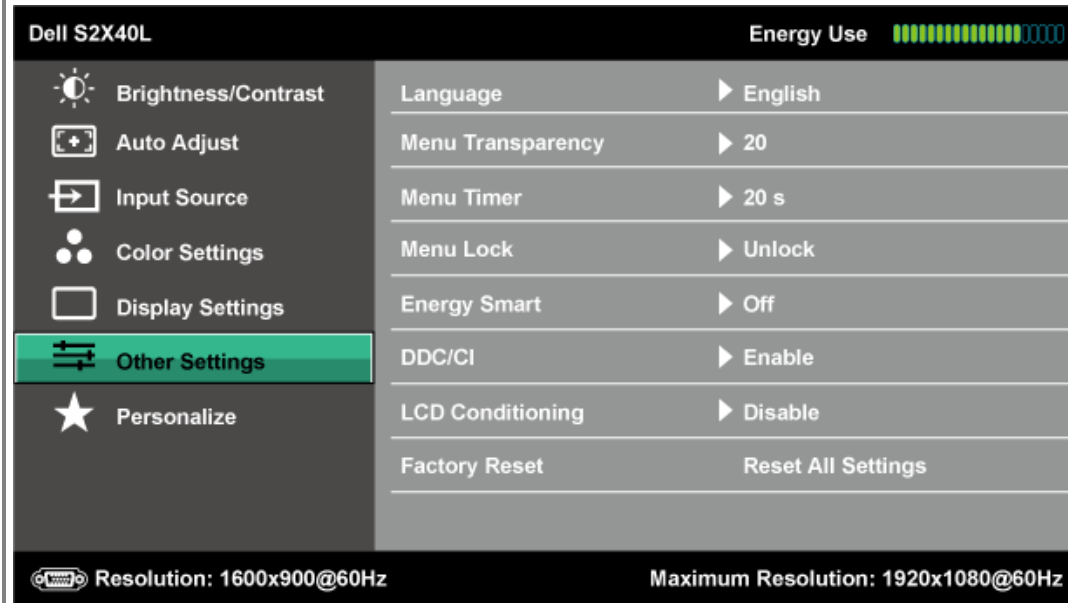 Dell S2X40L Energy Use
Brightness/Contrast Language English
Auto Adjust Menu Transparency 20
Input Source Menu Timer 20 s
Color Settings Menu Lock Unlock
Display Settings Energy Smart Off
Other Settings DDC/CI Enable
Personalize LCD Conditioning Disable
Factory Reset Reset All Settings
Resolution: 1600x900@60Hz Maximum Resolution: 1920x1080@60Hz